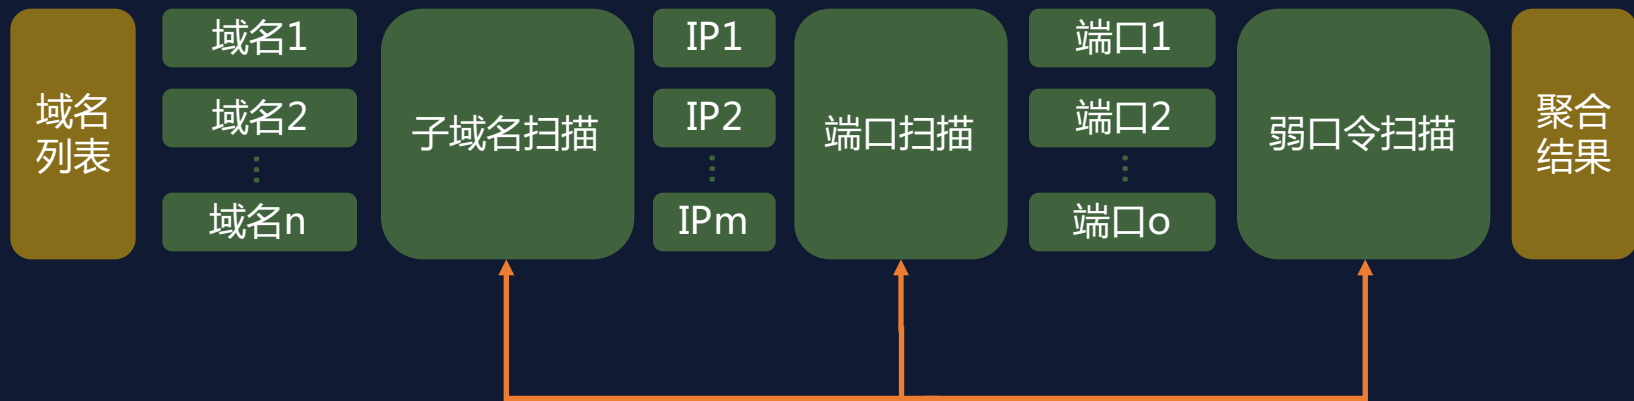 域名
列表
域名1
域名2
域名n
子域名扫描
IP1
IP2
IPm
端口扫描
端口1
端口2
端口o
弱口令扫描
聚合
结果